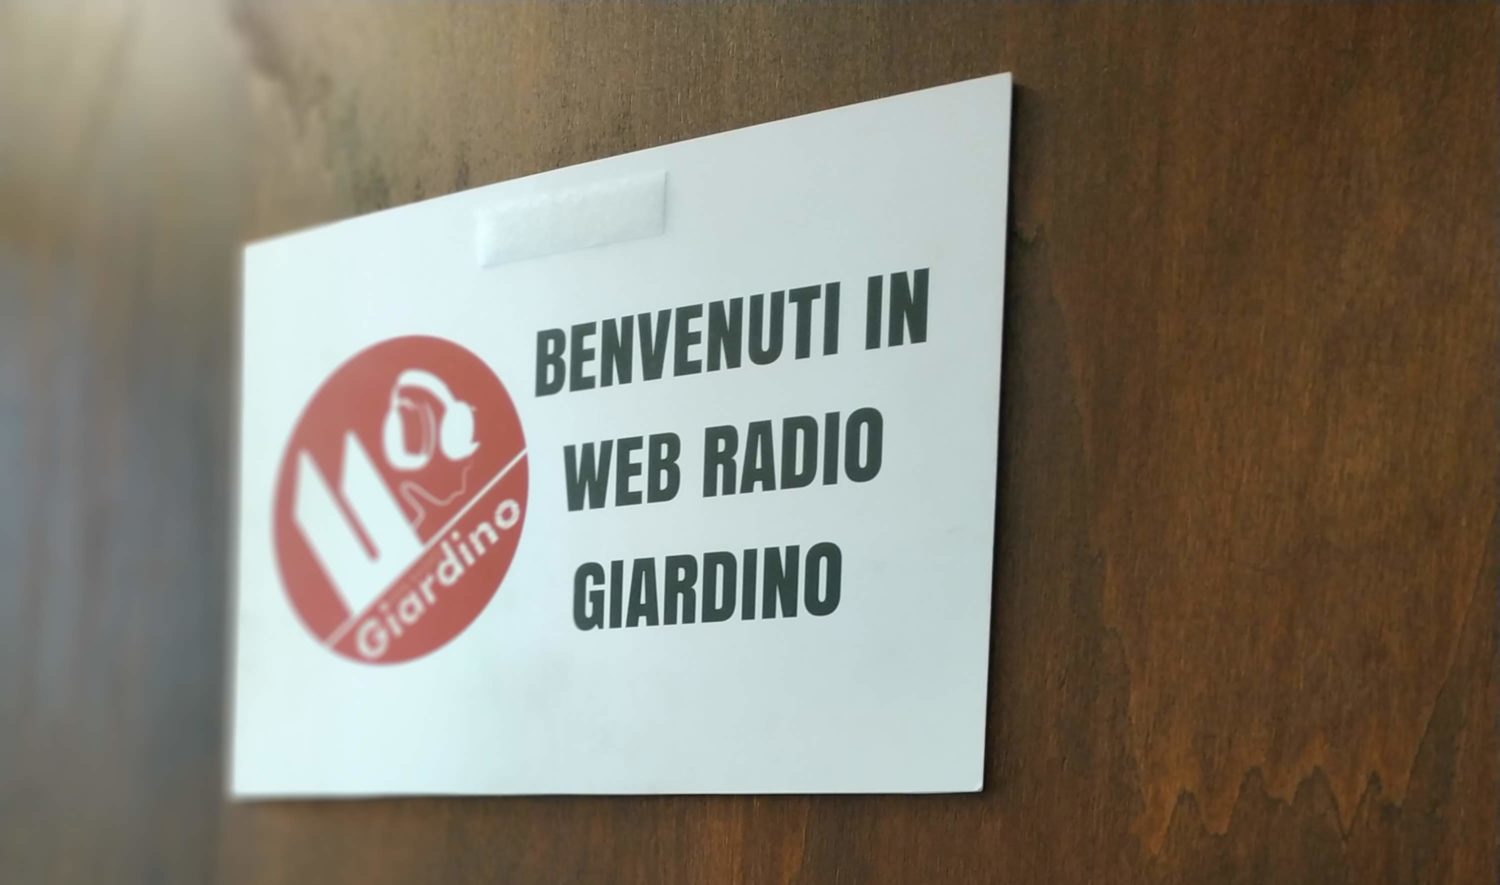 BENVENUTI IN
WEB RADIO
GIARDINO
Giardino